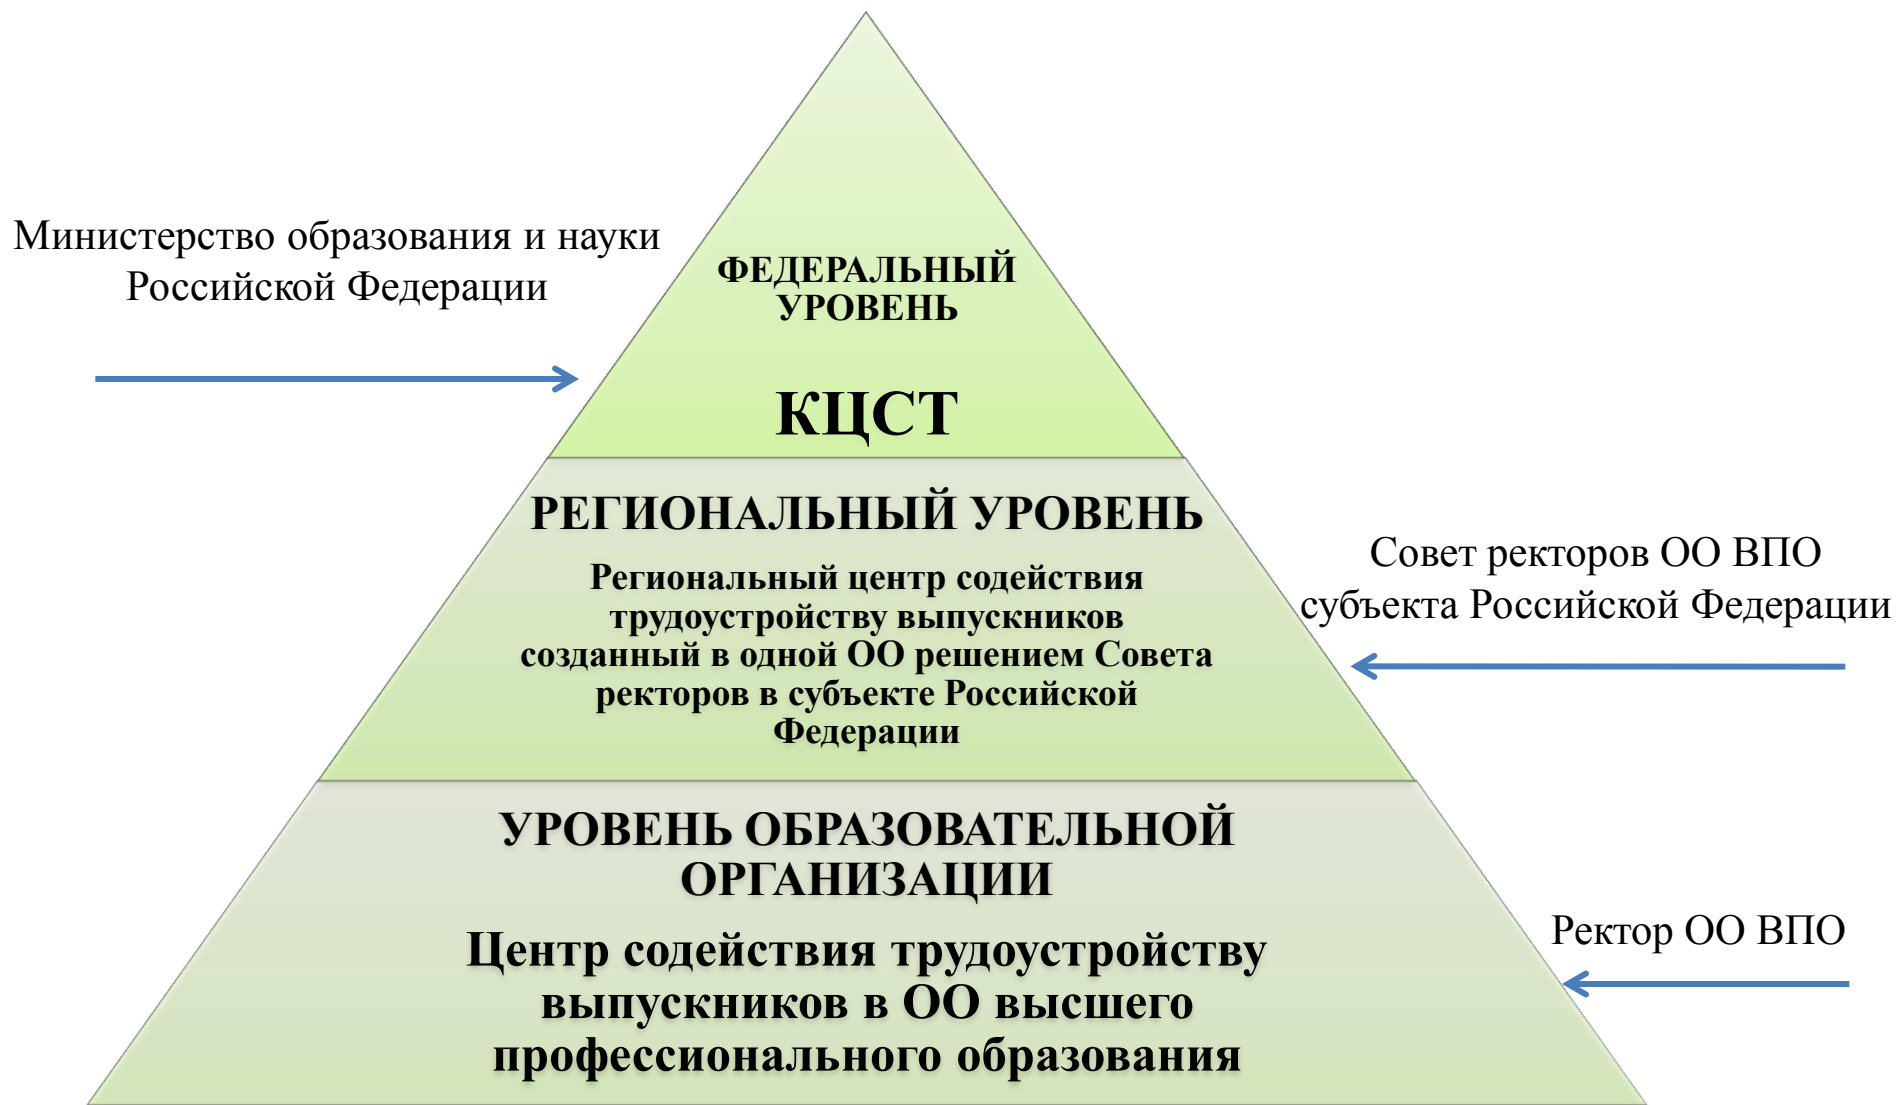 Министерство образования и науки
Российской Федерации
ФЕДЕРАЛЬНЫЙ
УРОВЕНЬ
КЦСТ
РЕГИОНАЛЬНЫЙ УРОВЕНЬ
Региональный центр содействия
трудоустройству выпускников
созданный в одной ОО решением Совета
ректоров в субъекте Российской
Федерации
Совет ректоров ОО ВПО
субъекта Российской Федерации
УРОВЕНЬ ОБРАЗОВАТЕЛЬНОЙ
ОРГАНИЗАЦИИ
Центр содействия трудоустройству
выпускников в ОО высшего
профессионального образования
Ректор ОО ВПО